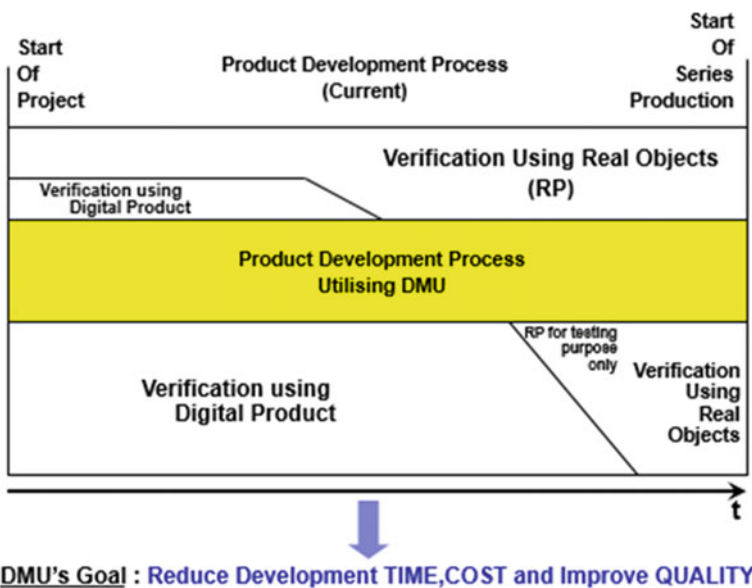 Start
Of
Project
Product Development Process
(Current)
Start
Of
Series
Production
Verification Using Real Objects
(RP)
Verification using
Digital Product
Product Development Process
Utilising DMU
RP for testing
purpose
only
Verification using
Digital Product
Verification
Using
Real
Objects
t
DMU's Goal : Reduce Development TIME,COST and Improve QUALITY